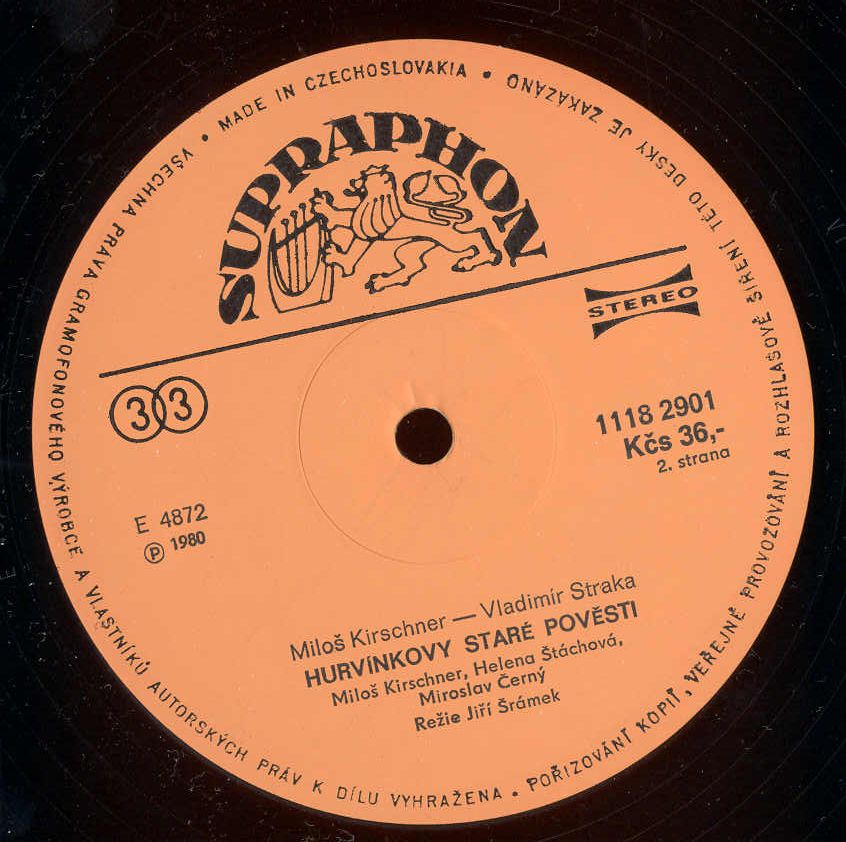 • VŠECHNA PRÁVA GRAMOFONOVÉHO VÝROBCE A VLASTNÍKŮ AUTORSKÝCH PRÁV K DÍLU VYHRAŽENA • POŘIZOVÁNÍ KOPIÍ, VEŘEJNÉ PROVOZOVÁNÍ A ROZHLASOVÉ ŠÍŘENÍ TÉTO DESKY JE ZAKÁZÁNO • MADE IN CZECHOSLOVAKIA
SUPRAPHON
STEREO
33
1118 2901
Kčs 36,-
2. strana
E 4872
Ⓟ 1980
Miloš Kirschner — Vladimír Straka
HURVÍNKOVY STARÉ POVĚSTI
Miloš Kirschner, Helena Štáchová,
Miroslav Černý
Režie Jiří Šrámek